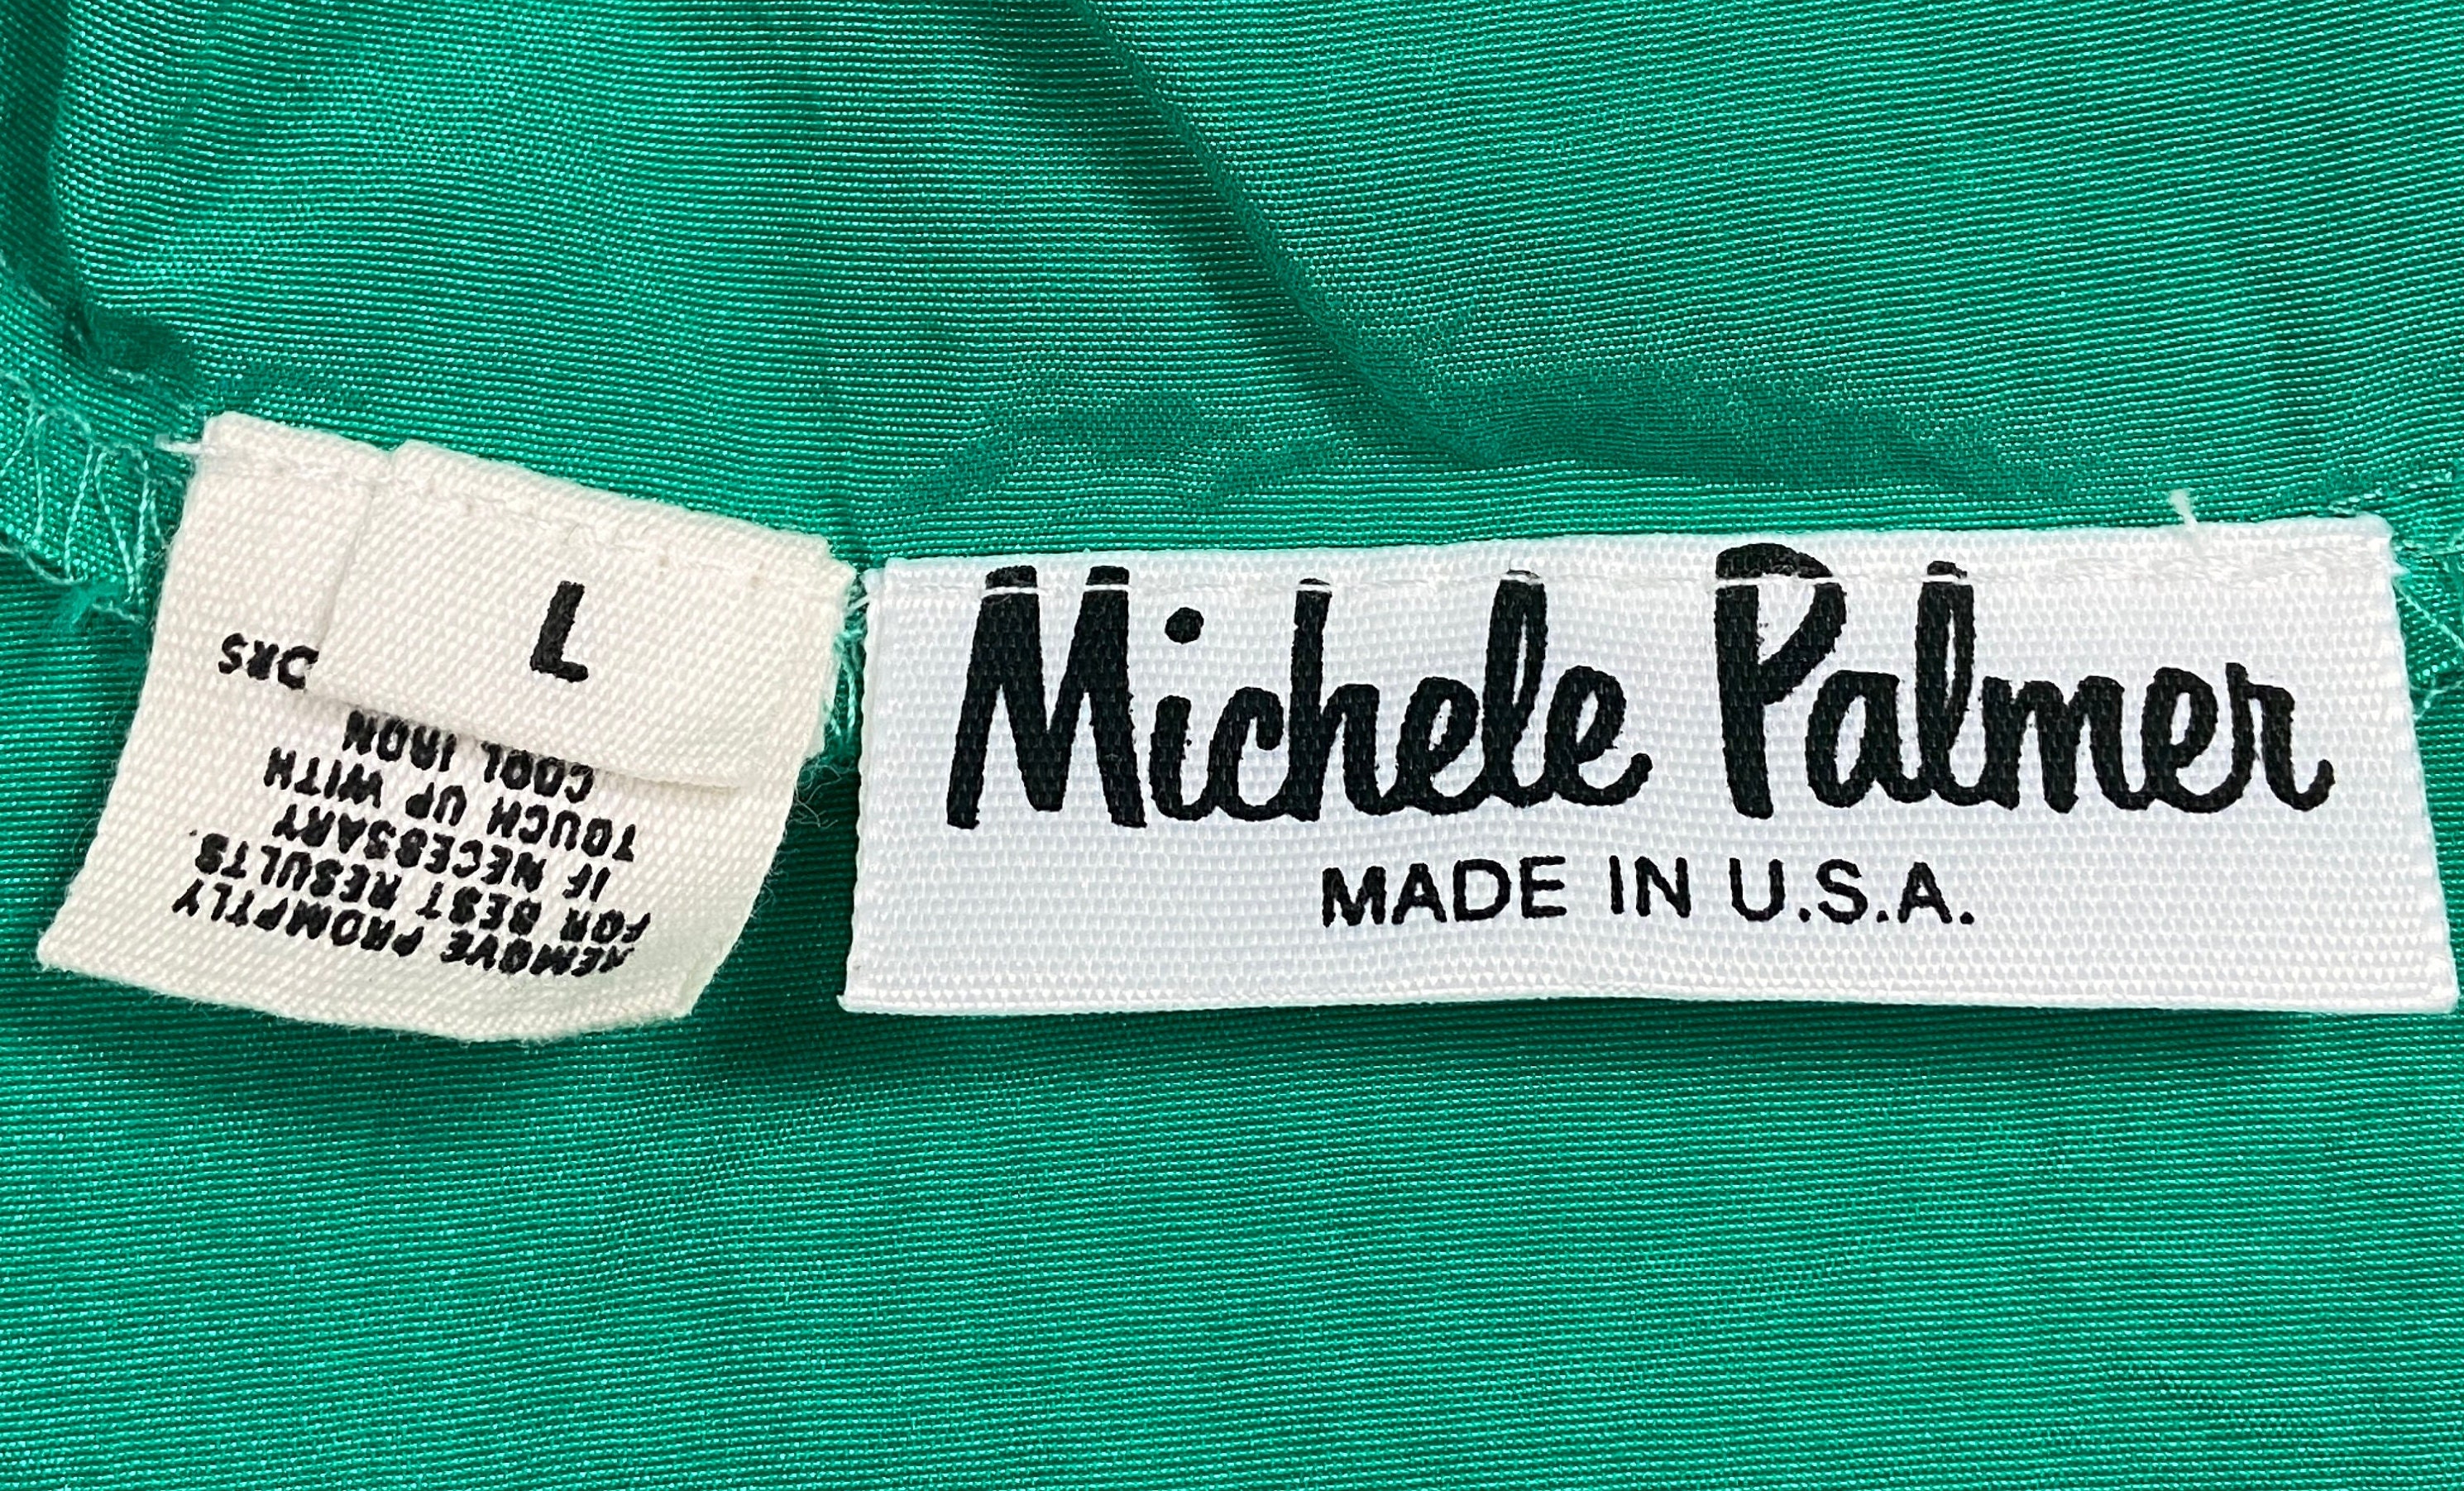 L
REMOVE PROMPTLY
FOR BEST RESULTS.
IF NECESSARY
TOUCH UP WITH
COOL IRON
Michele Palmer
MADE IN U.S.A.